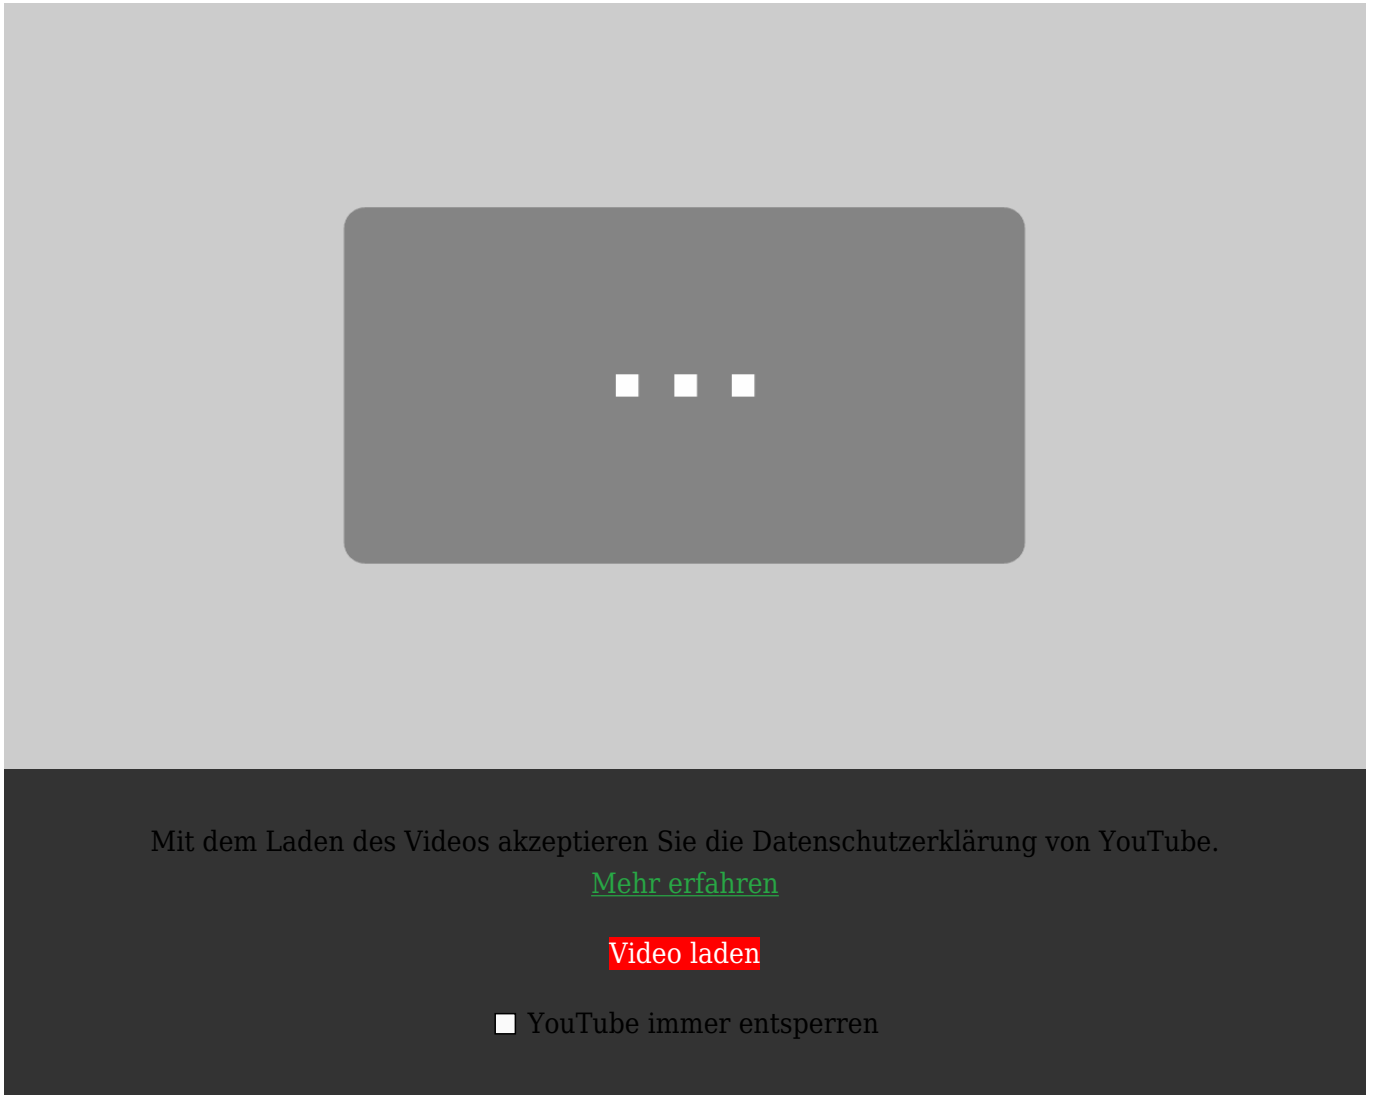 Mit dem Laden des Videos akzeptieren Sie die Datenschutzerklärung von YouTube.
Mehr erfahren
Video laden
YouTube immer entsperren